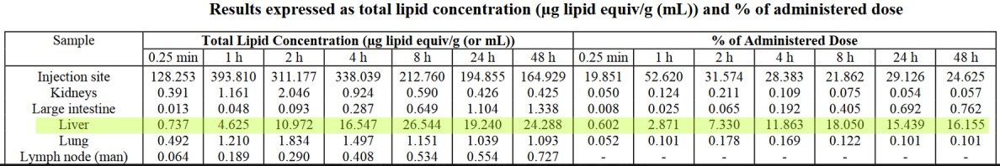 Results expressed as total lipid concentration (µg lipid equiv/g (mL)) and % of administered dose
Sample Total Lipid Concentration (µg lipid equiv/g (or mL)) % of Administered Dose
0.25 min 1 h 2 h 4 h 8 h 24 h 48 h 0.25 min 1 h 2 h 4 h 8 h 24 h 48 h
Injection site 128.253 393.810 311.177 338.039 212.760 194.855 164.929 19.851 52.620 31.574 28.383 21.862 29.126 24.625
Kidneys 0.391 1.161 2.046 0.924 0.590 0.426 0.425 0.050 0.124 0.211 0.109 0.075 0.054 0.057
Large intestine 0.013 0.048 0.093 0.287 0.649 1.104 1.338 0.008 0.025 0.065 0.192 0.405 0.692 0.762
Liver 0.737 4.625 10.972 16.547 26.544 19.240 24.288 0.602 2.871 7.330 11.863 18.050 15.439 16.155
Lung 0.492 1.210 1.834 1.497 1.151 1.039 1.093 0.052 0.101 0.178 0.169 0.122 0.101 0.101
Lymph node (man) 0.064 0.189 0.290 0.408 0.534 0.554 0.727 - - - - - - -